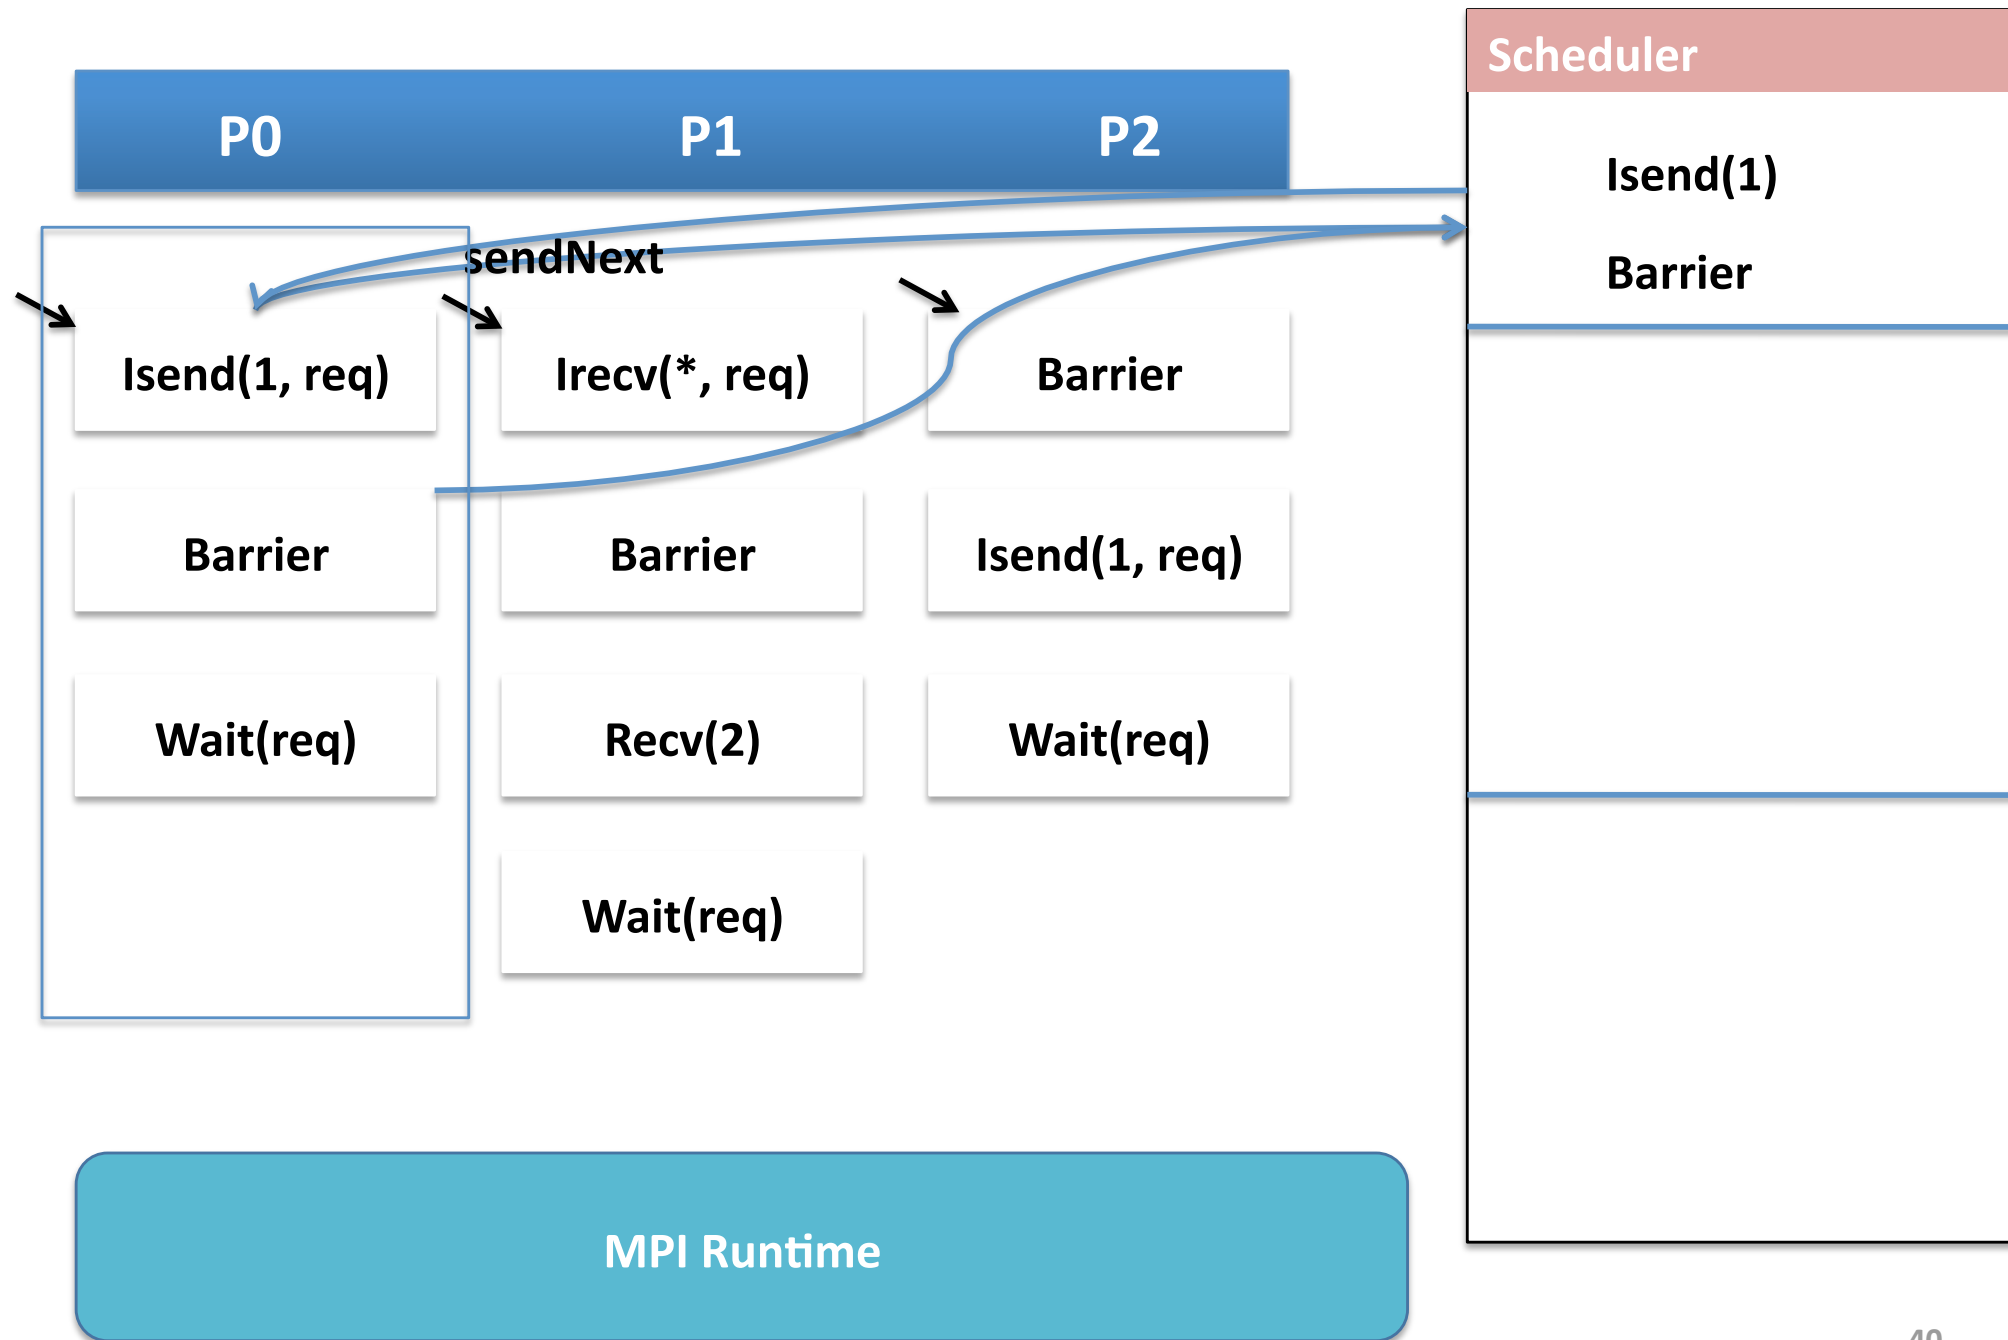 Scheduler
P0 P1 P2
Isend(1)
sendNext
Barrier
Isend(1, req) Irecv(*, req) Barrier
Barrier Barrier Isend(1, req)
Wait(req) Recv(2) Wait(req)
Wait(req)
MPI Runtime